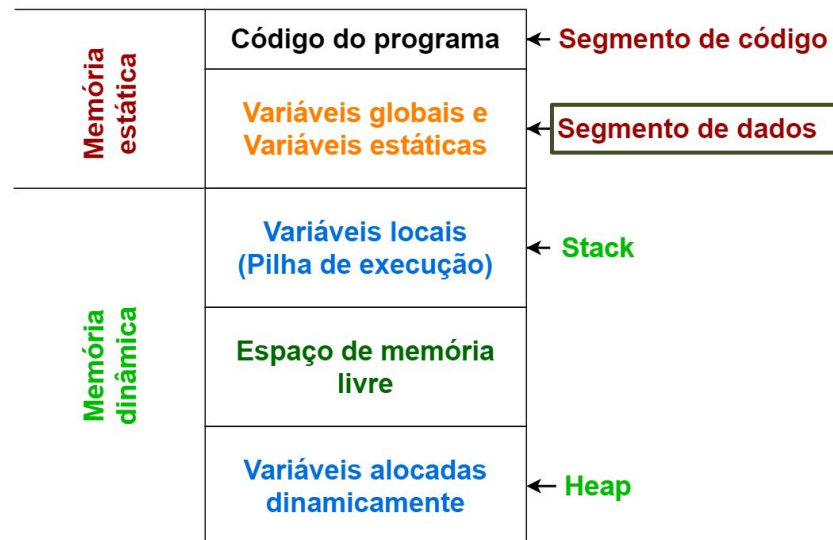 Memória
estática
Código do programa
Segmento de código
Variáveis globais e
Variáveis estáticas
Segmento de dados
Memória
dinâmica
Variáveis locais
(Pilha de execução)
Stack
Espaço de memória
livre
Variáveis alocadas
dinamicamente
Heap